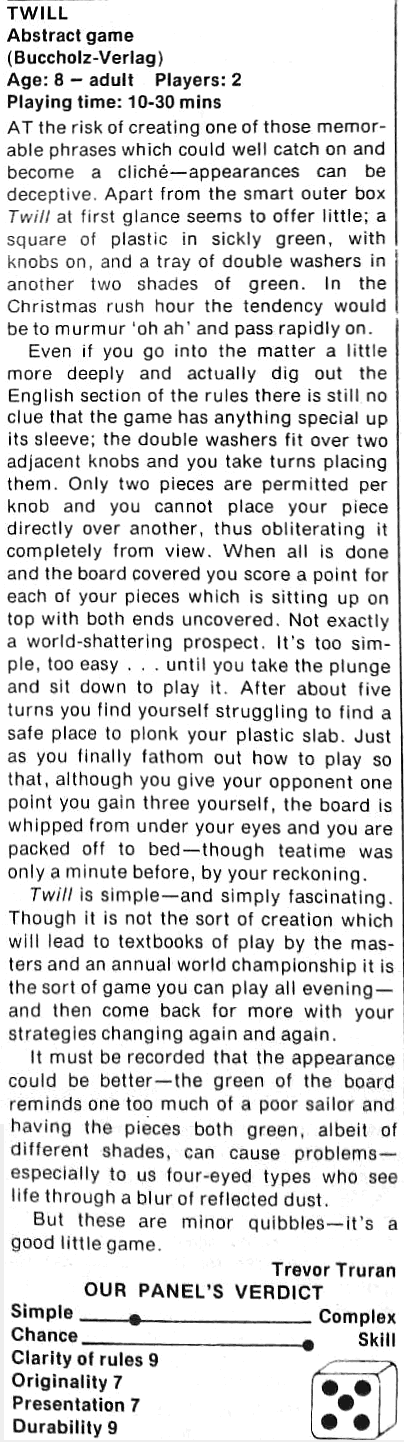 TWILL
Abstract game
(Buccholz-Verlag)
Age: 8 – adult Players: 2
Playing time: 10-30 mins
AT the risk of creating one of those memor-
able phrases which could well catch on and
become a cliché—appearances can be
deceptive. Apart from the smart outer box
Twill at first glance seems to offer little; a
square of plastic in sickly green, with
knobs on, and a tray of double washers in
another two shades of green. In the
Christmas rush hour the tendency would
be to murmur 'oh ah' and pass rapidly on.
Even if you go into the matter a little
more deeply and actually dig out the
English section of the rules there is still no
clue that the game has anything special up
its sleeve; the double washers fit over two
adjacent knobs and you take turns placing
them. Only two pieces are permitted per
knob and you cannot place your piece
directly over another, thus obliterating it
completely from view. When all is done
and the board covered you score a point for
each of your pieces which is sitting up on
top with both ends uncovered. Not exactly
a world-shattering prospect. It's too sim-
ple, too easy . . . until you take the plunge
and sit down to play it. After about five
turns you find yourself struggling to find a
safe place to plonk your plastic slab. Just
as you finally fathom out how to play so
that, although you give your opponent one
point you gain three yourself, the board is
whipped from under your eyes and you are
packed off to bed—though teatime was
only a minute before, by your reckoning.
Twill is simple—and simply fascinating.
Though it is not the sort of creation which
will lead to textbooks of play by the mas-
ters and an annual world championship it is
the sort of game you can play all evening—
and then come back for more with your
strategies changing again and again.
It must be recorded that the appearance
could be better—the green of the board
reminds one too much of a poor sailor and
having the pieces both green, albeit of
different shades, can cause problems—
especially to us four-eyed types who see
life through a blur of reflected dust.
But these are minor quibbles—it's a
good little game.
Trevor Truran
OUR PANEL'S VERDICT
Simple Complex
Chance Skill
Clarity of rules 9
Originality 7
Presentation 7
Durability 9